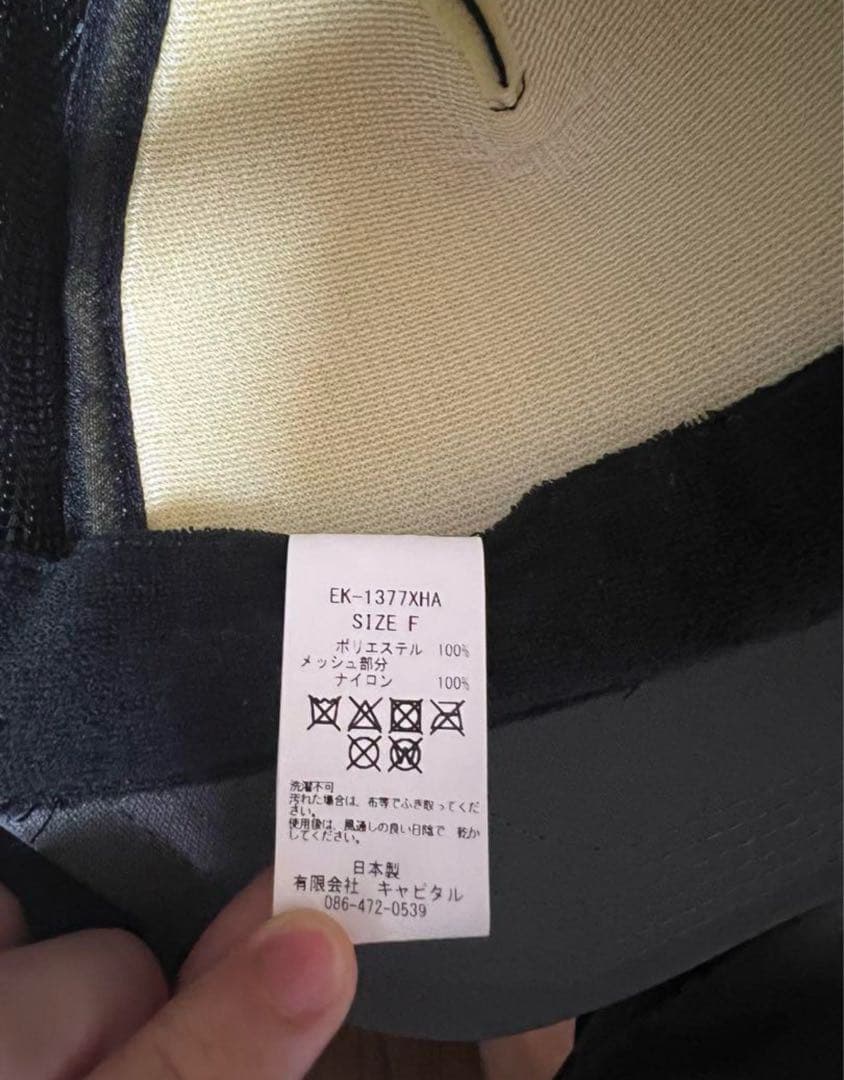 EK-1377XHA
SIZE F
ポリエステル 100%
メッシュ部分
ナイロン 100%
洗濯不可
汚れた場合は、布等でふき取ってくだ
さい。
使用後は、風通しの良い日陰で 乾か
してください。
日本製
有限会社 キャピタル
086-472-0539